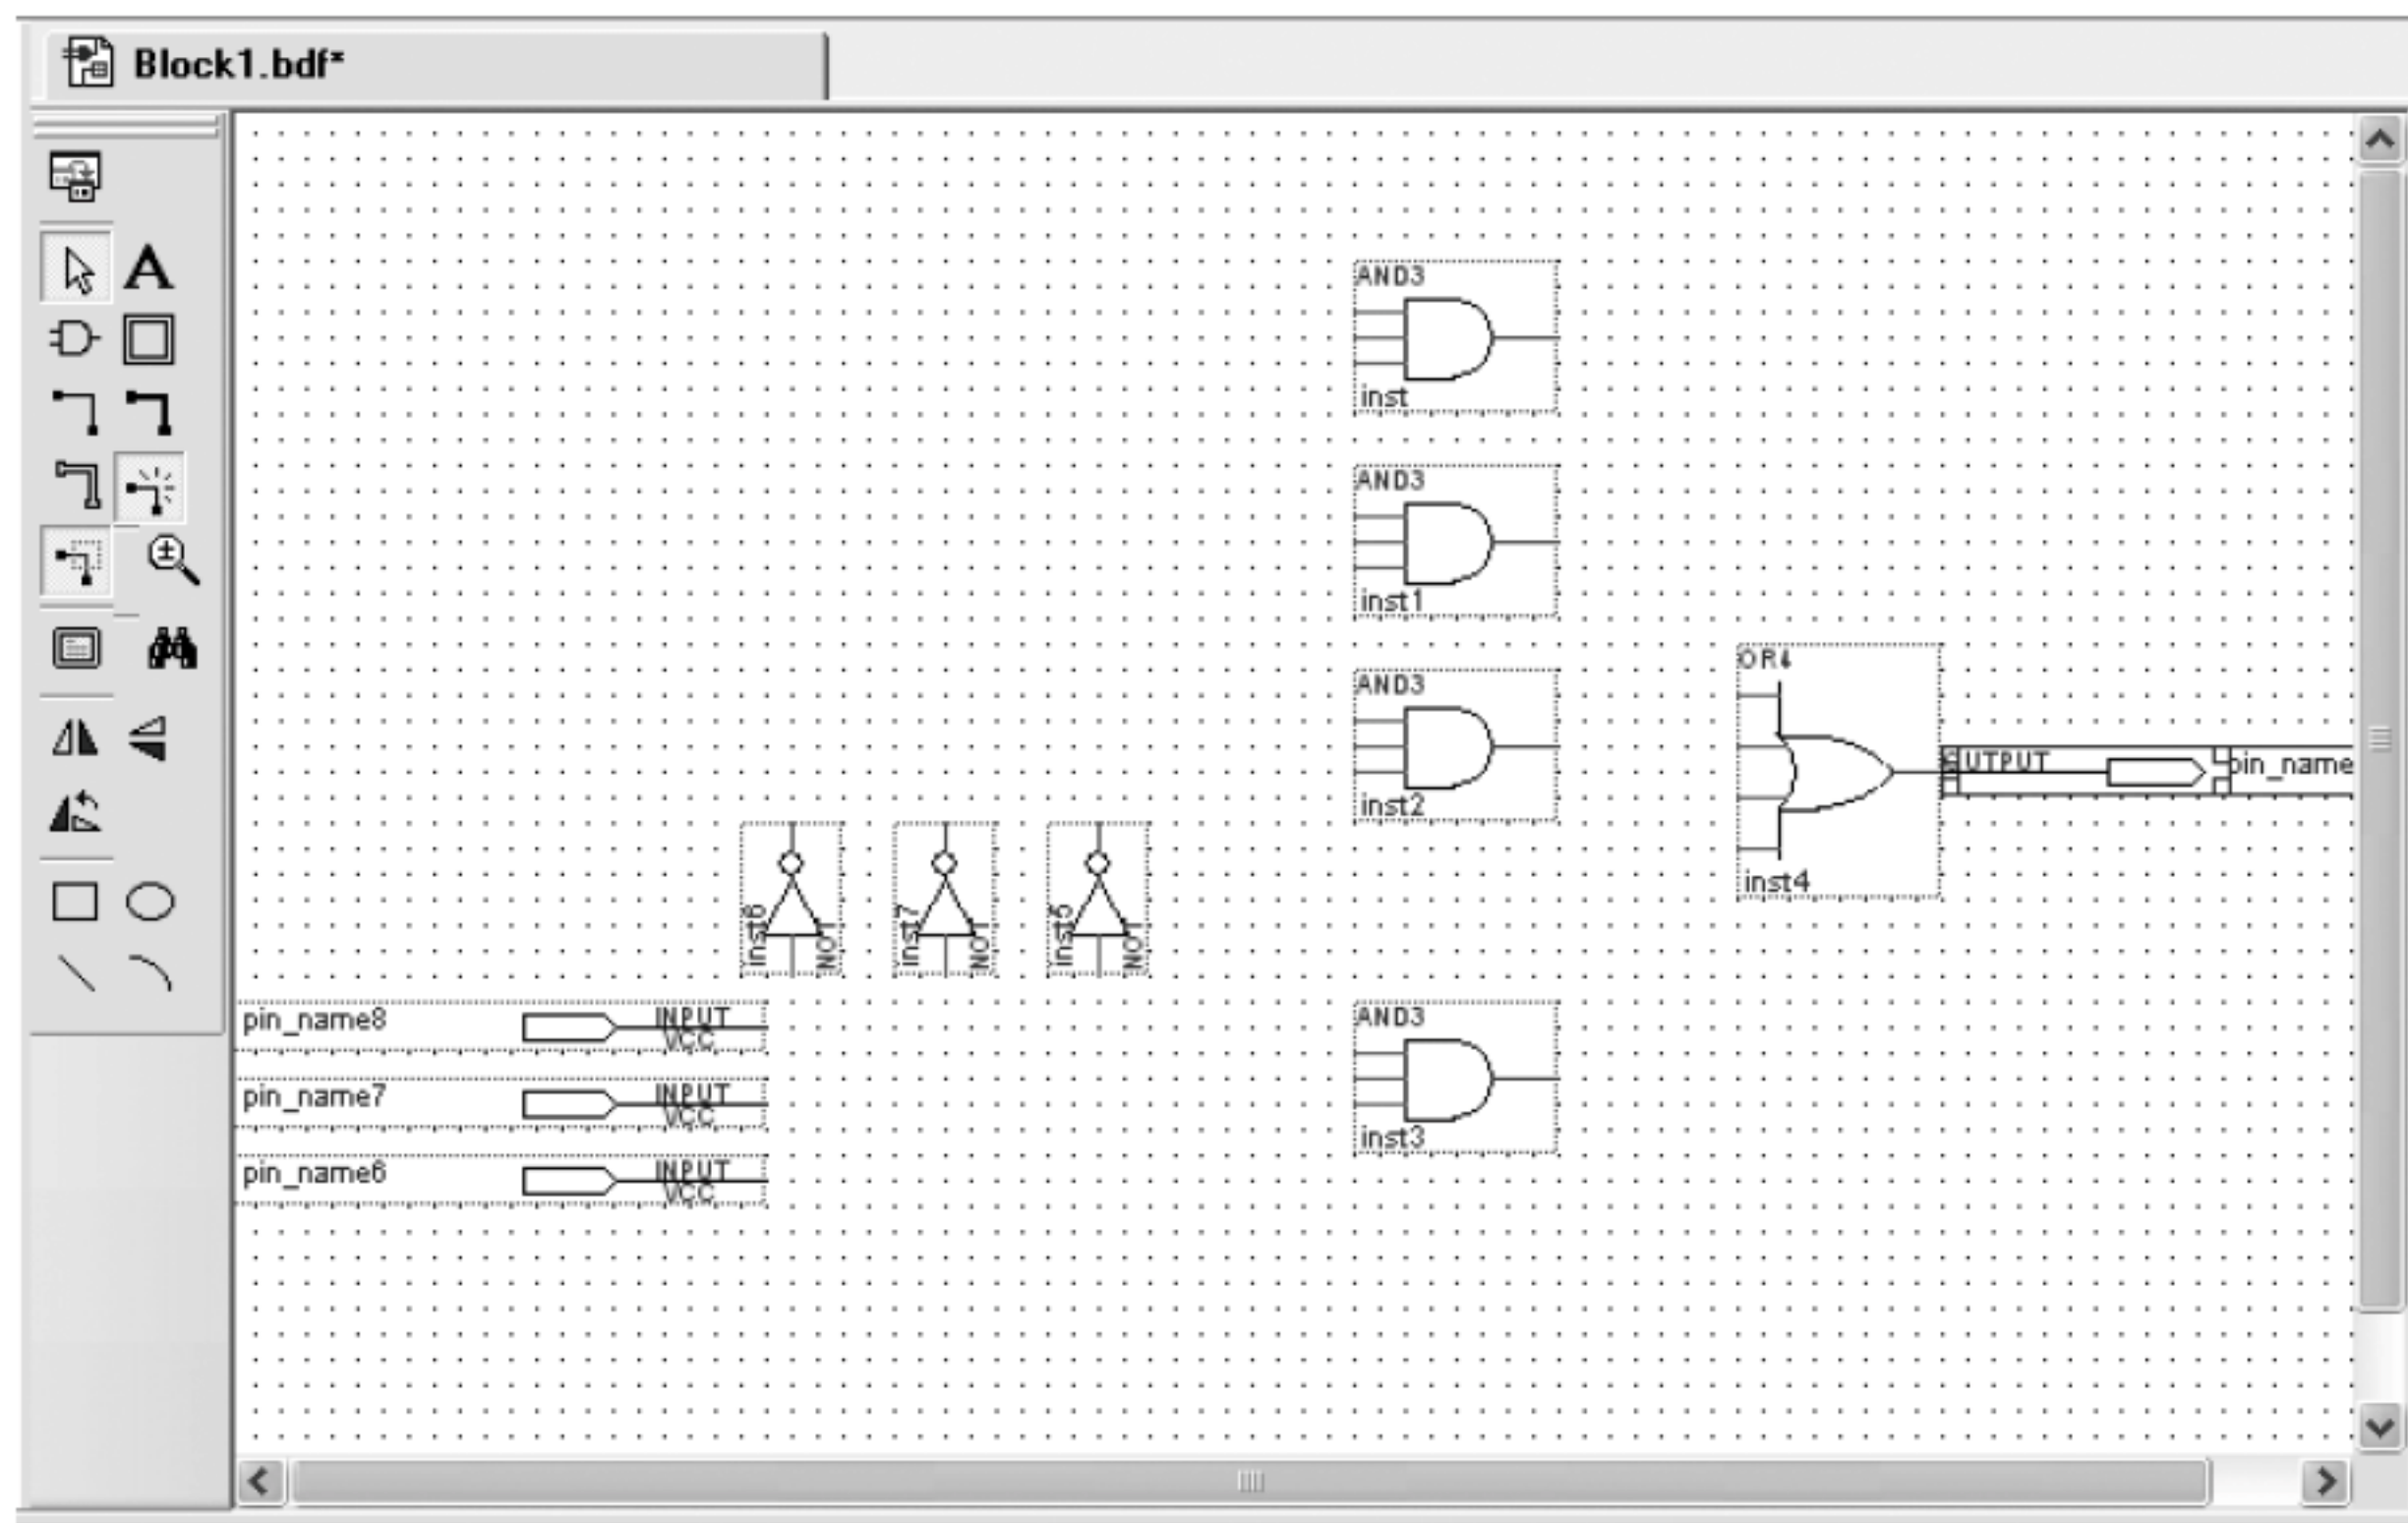 Block1.bdf*
A
AND3
inst
AND3
inst1
AND3
inst2
OR4
inst4
OUTPUT
pin_name
inst6
NOT
inst7
NOT
inst5
NOT
pin_name8
INPUT
VCC
pin_name7
INPUT
VCC
pin_name6
INPUT
VCC
AND3
inst3